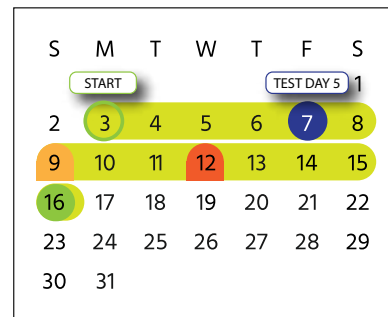 S M T W T F S
START TEST DAY 5 1
2 3 4 5 6 7 8
9 10 11 12 13 14 15
16 17 18 19 20 21 22
23 24 25 26 27 28 29
30 31